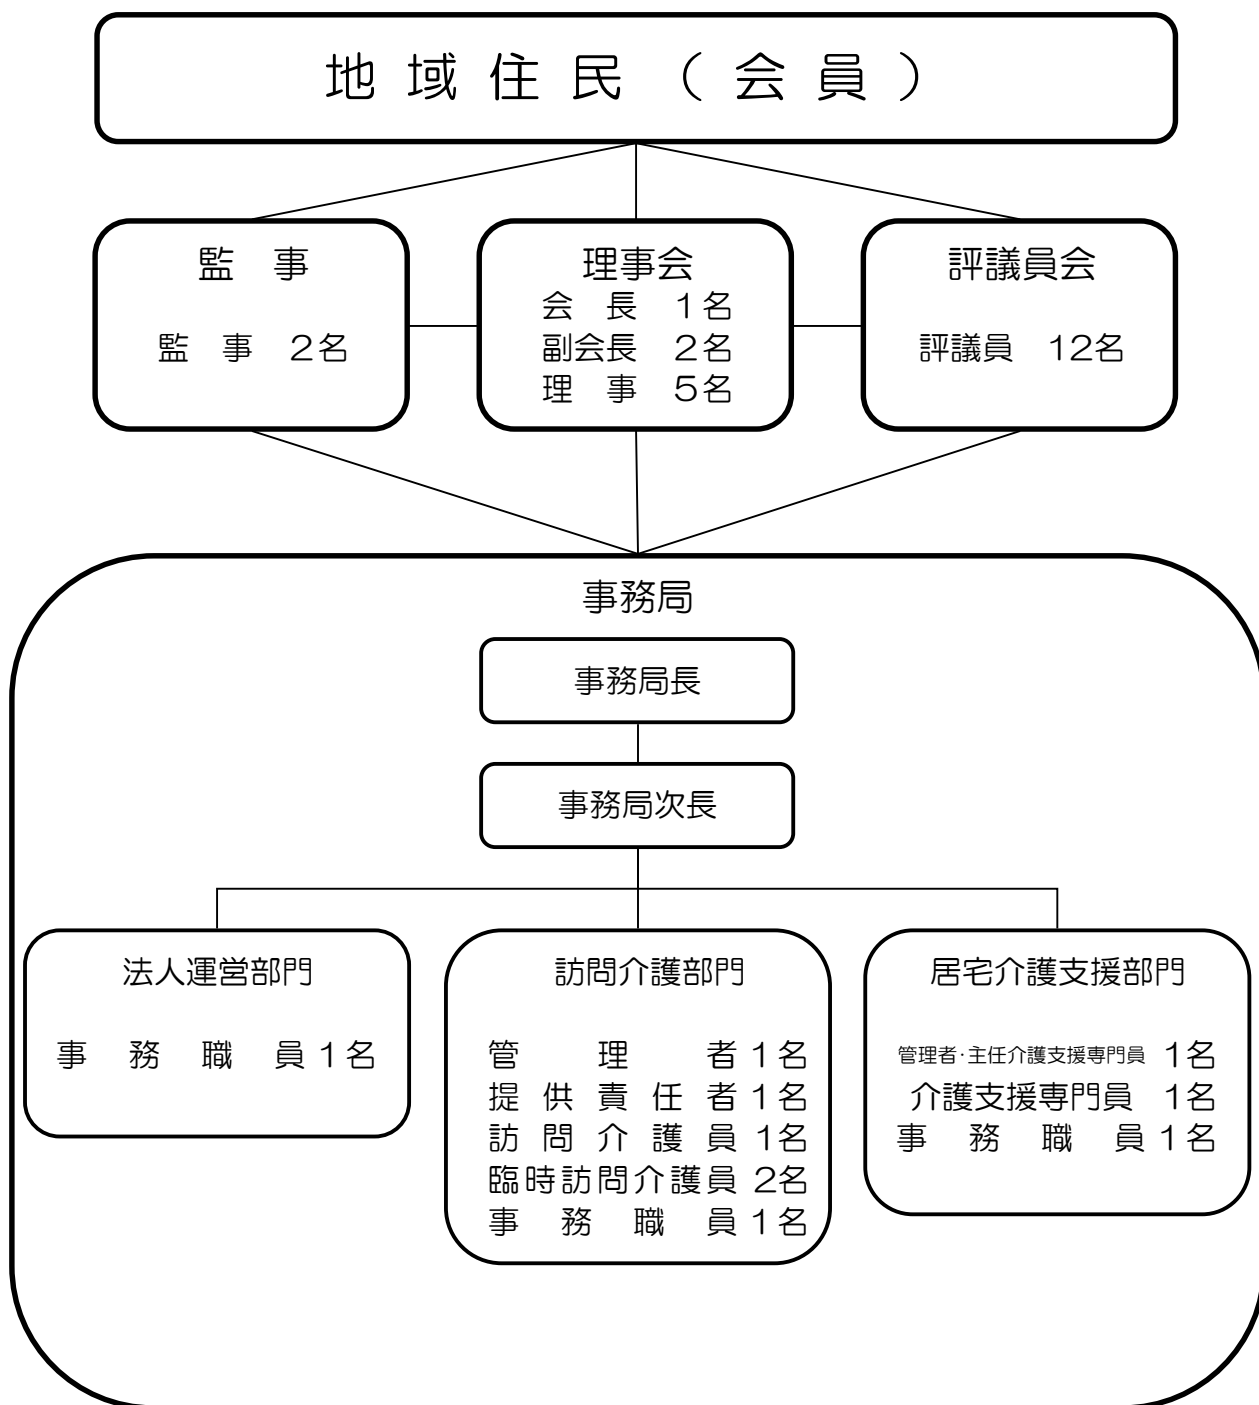 地域住民（会員）
監　事
監　事　2名
理事会
会　長　1名
副会長　2名
理　事　5名
評議員会
評議員　12名
事務局
事務局長
事務局次長
法人運営部門
事務職員1名
訪問介護部門
管理者1名
提供責任者1名
訪問介護員1名
臨時訪問介護員2名
事務職員1名
居宅介護支援部門
管理者・主任介護支援専門員　1名
介護支援専門員　1名
事務職員1名